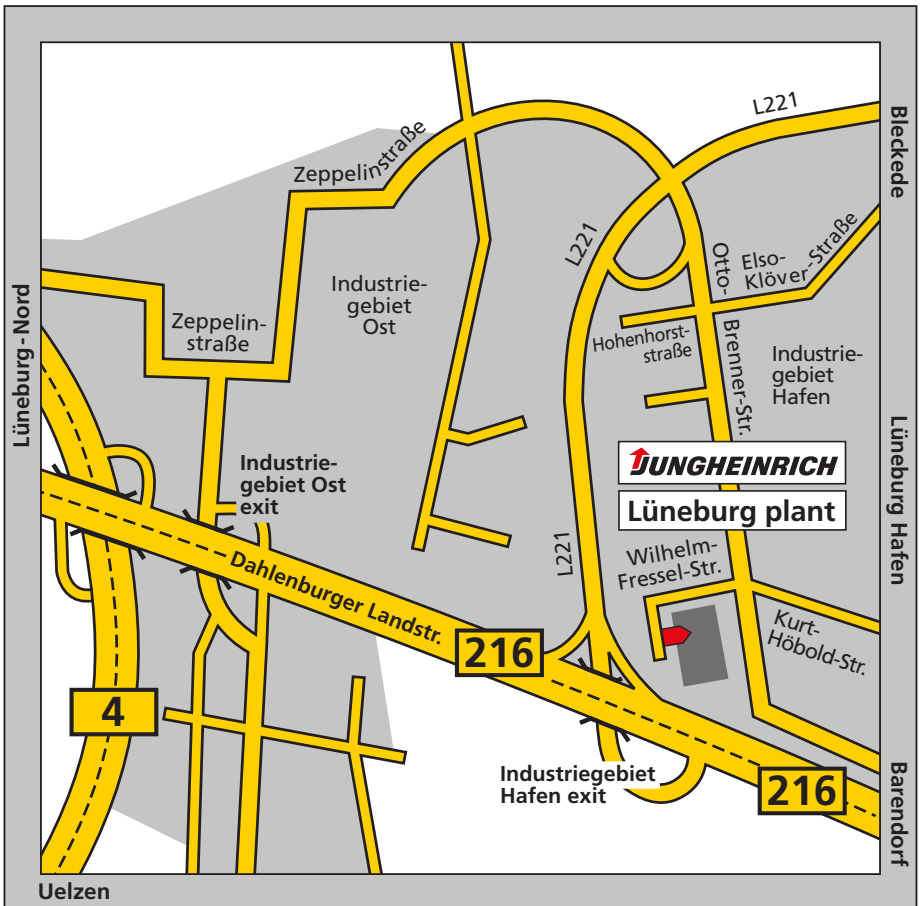 L221
Bleckede
Zeppelinstraße
Elso-
Klöver-Straße
Otto-
Brenner-Str.
L221
Industrie-
gebiet
Ost
Lüneburg-Nord
Zeppelin-
straße
Hohenhorst-
straße
Industrie-
gebiet
Hafen
JUNGHEINRICH
Lüneburg plant
Industrie-
gebiet Ost
exit
Lüneburg Hafen
L221
Wilhelm-
Fressel-Str.
Dahlenburger Landstr.
216
Kurt-
Höbold-Str.
4
Industriegebiet
Hafen exit
216
Barendorf
Uelzen